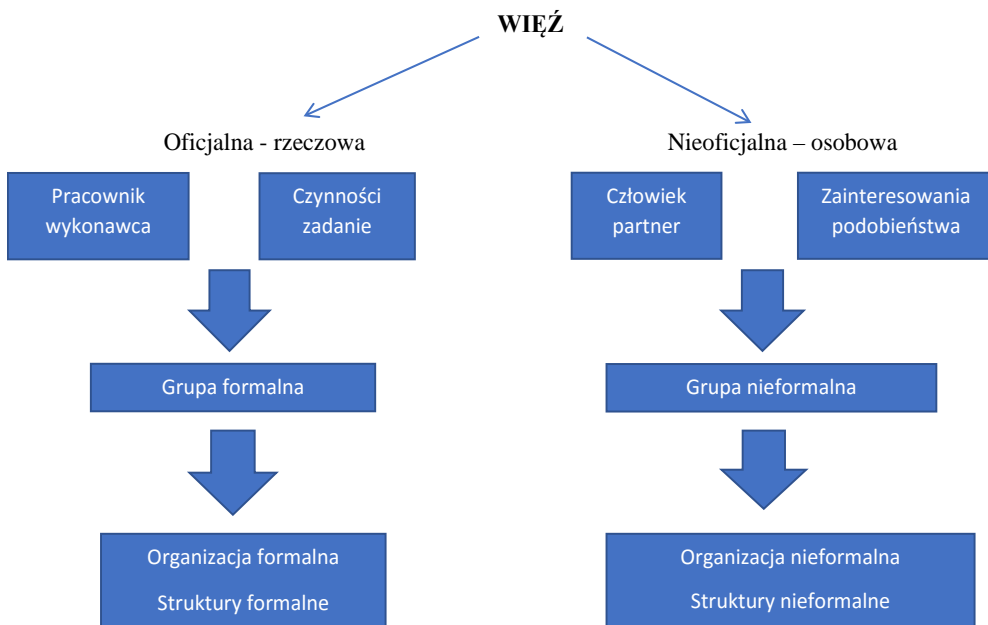 WIĘŹ
Oficjalna - rzeczowa
Nieoficjalna – osobowa
Pracownik
wykonawca
Czynności
zadanie
Człowiek
partner
Zainteresowania
podobieństwa
Grupa formalna
Grupa nieformalna
Organizacja formalna
Struktury formalne
Organizacja nieformalna
Struktury nieformalne